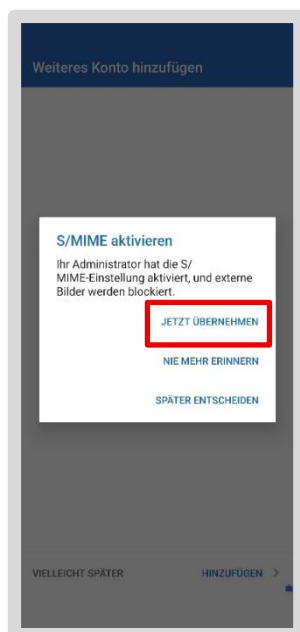 Weiteres Konto hinzufügen
S/MIME aktivieren
Ihr Administrator hat die S/
MIME-Einstellung aktiviert, und externe
Bilder werden blockiert.
JETZT ÜBERNEHMEN
NIE MEHR ERINNERN
SPÄTER ENTSCHEIDEN
VIELLEICHT SPÄTER
HINZUFÜGEN